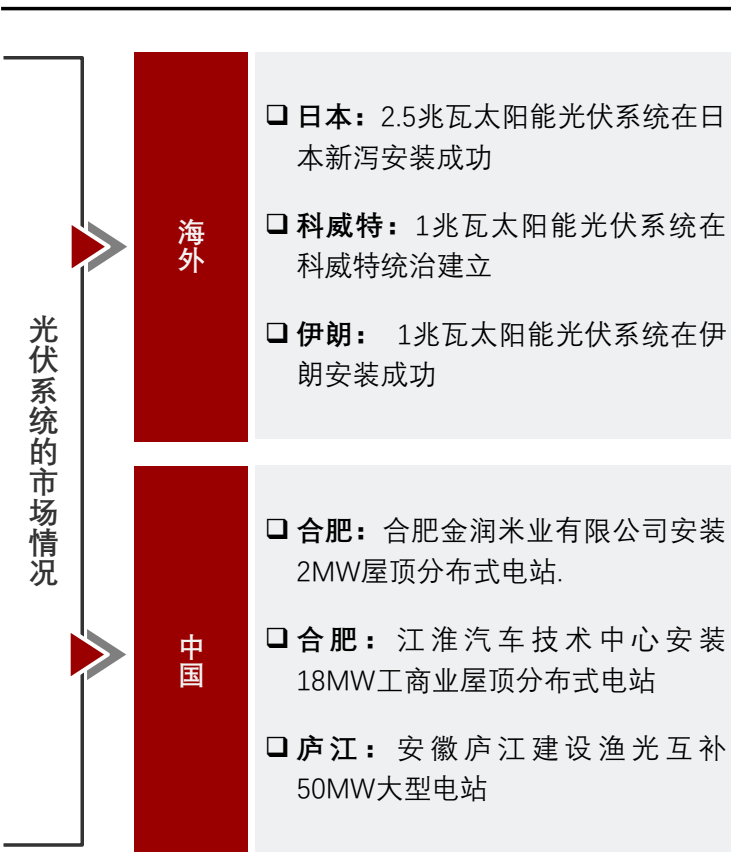 光伏系统的市场情况
海外
❑ 日本：2.5兆瓦太阳能光伏系统在日
本新泻安装成功
❑ 科威特：1兆瓦太阳能光伏系统在
科威特统治建立
❑ 伊朗： 1兆瓦太阳能光伏系统在伊
朗安装成功
中国
❑ 合肥：合肥金润米业有限公司安装
2MW屋顶分布式电站.
❑ 合肥：江淮汽车技术中心安装
18MW工商业屋顶分布式电站
❑ 庐江：安徽庐江建设渔光互补
50MW大型电站